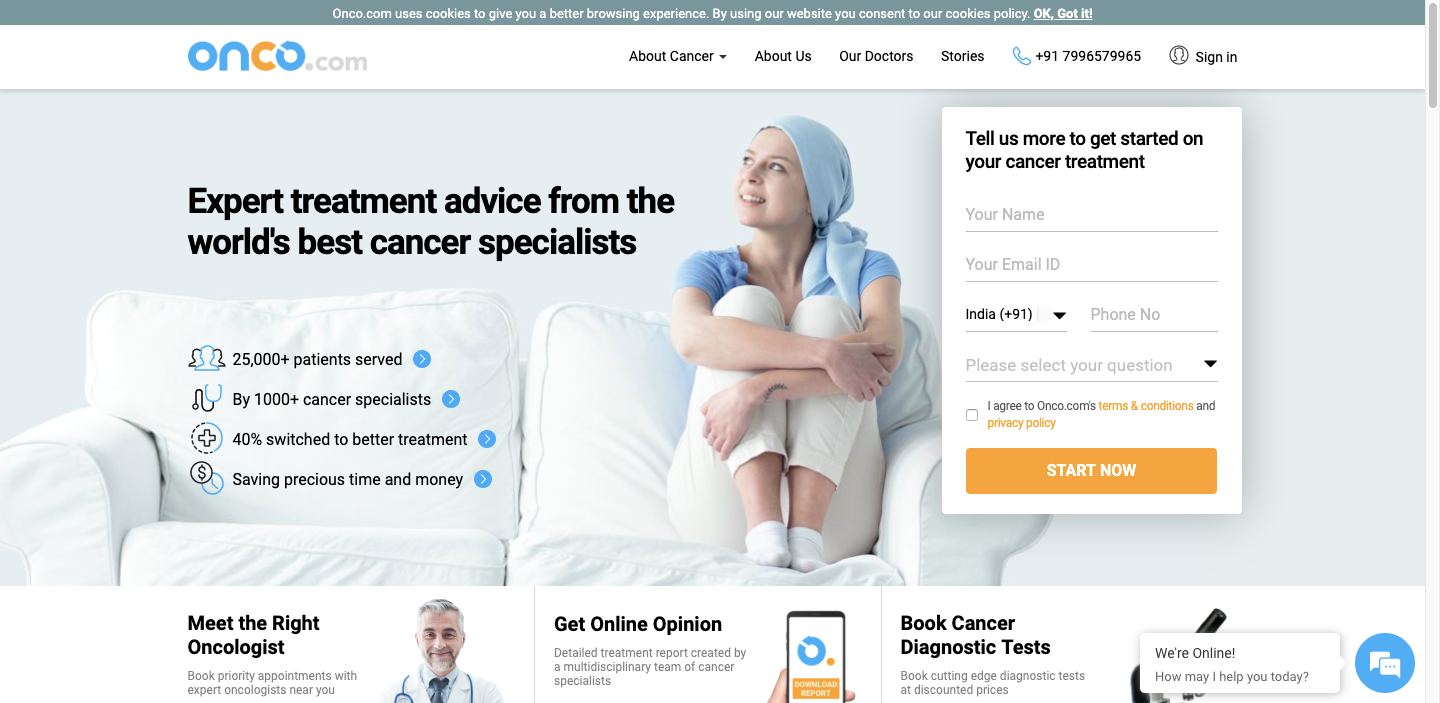 Onco.com uses cookies to give you a better browsing experience. By using our website you consent to our cookies policy. OK, Got it!
onco.com
About Cancer
About Us
Our Doctors
Stories
+91 7996579965
Sign in
Expert treatment advice from the
world's best cancer specialists
25,000+ patients served
By 1000+ cancer specialists
40% switched to better treatment
Saving precious time and money
Tell us more to get started on
your cancer treatment
Your Name
Your Email ID
India (+91)
Phone No
Please select your question
I agree to Onco.com's terms & conditions and
privacy policy
START NOW
Meet the Right
Oncologist
Book priority appointments with
expert oncologists near you
Get Online Opinion
Detailed treatment report created by
a multidisciplinary team of cancer
specialists
DOWNLOAD
REPORT
Book Cancer
Diagnostic Tests
Book cutting edge diagnostic tests
at discounted prices
We're Online!
How may I help you today?